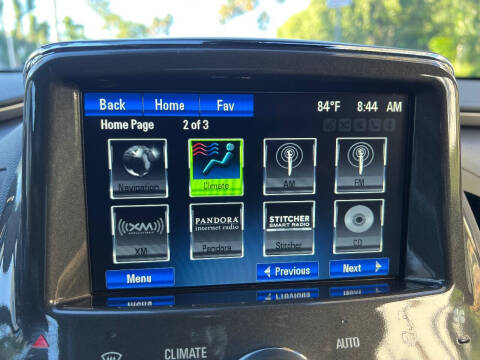 Back Home Fav 84°F 8:44 AM
Home Page 2 of 3
Navigation Climate AM FM
XM PANDORA internet radio STITCHER SMART RADIO
XM Pandora Stitcher CD
Menu Previous Next
CLIMATE AUTO